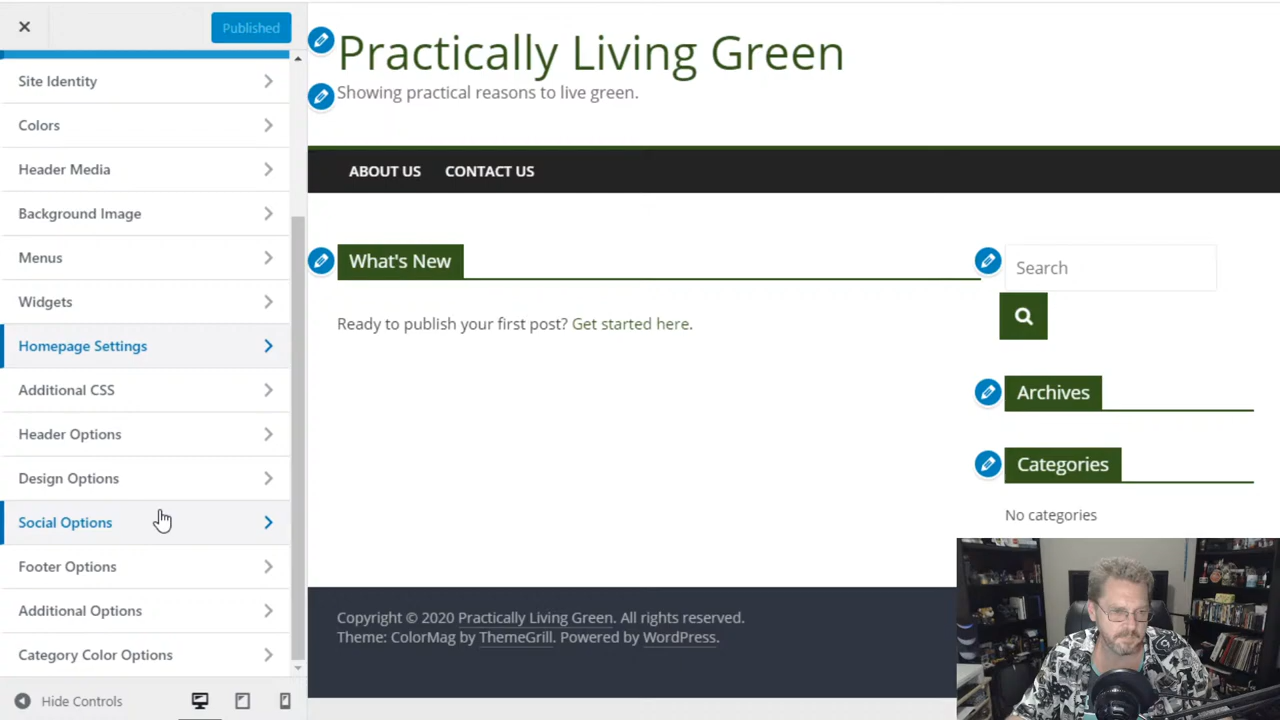 Published
Site Identity
Colors
Header Media
Background Image
Menus
Widgets
Homepage Settings
Additional CSS
Header Options
Design Options
Social Options
Footer Options
Additional Options
Category Color Options
Hide Controls
Practically Living Green
Showing practical reasons to live green.
ABOUT US CONTACT US
What's New
Ready to publish your first post? Get started here.
Search
Archives
Categories
No categories
Copyright © 2020 Practically Living Green. All rights reserved.
Theme: ColorMag by ThemeGrill. Powered by WordPress.